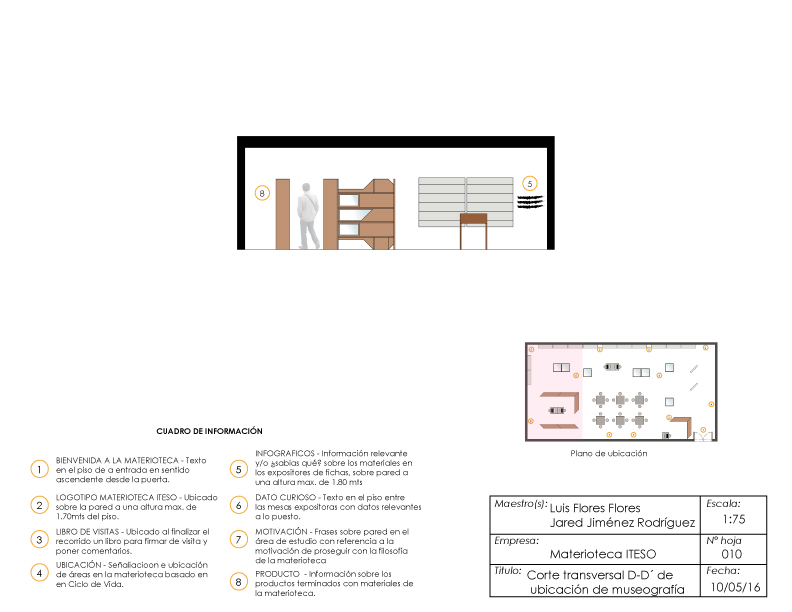 8
5
Plano de ubicación
CUADRO DE INFORMACIÓN
1 BIENVENIDA A LA MATERIOTECA - Texto
en el piso de a entrada en sentido
ascendente desde la puerta.
2 LOGOTIPO MATERIOTECA ITESO - Ubicado
sobre la pared a una altura max. de
1.70mts del piso.
3 LIBRO DE VISITAS - Ubicado al finalizar el
recorrido un libro para firmar de visita y
poner comentarios.
4 UBICACIÓN - Señaliacioon e ubicación
de áreas en la materioteca basado en
en Ciclo de Vida.
5 INFOGRAFICOS - Información relevante
y/o ¿sabias qué? sobre los materiales en
los expositores de fichas, sobre pared a
una altura max. de 1.80 mts
6 DATO CURIOSO - Texto en el piso entre
las mesas expositoras con datos relevantes
a lo puesto.
7 MOTIVACIÓN - Frases sobre pared en el
área de estudio con referencia a la
motivación de proseguir con la filosofía
de la materioteca
8 PRODUCTO - Información sobre los
productos terminados con materiales de
la materioteca.
Maestro(s): Luis Flores Flores
Jared Jiménez Rodríguez
Escala:
1:75
Empresa:
Materioteca ITESO
N° hoja
010
Titulo: Corte transversal D-D´ de
ubicación de museografía
Fecha:
10/05/16